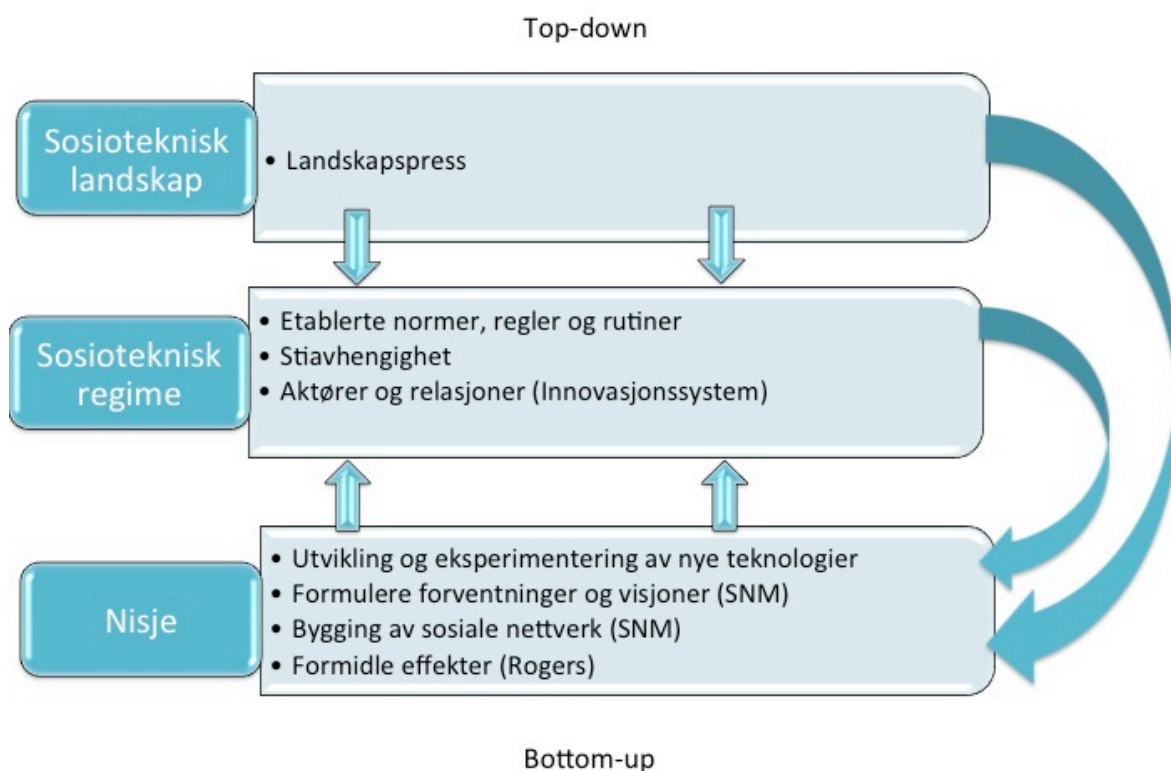 Top-down
Sosioteknisk
landskap
• Landskapspress
Sosioteknisk
regime
• Etablerte normer, regler og rutiner
• Stiavhengighet
• Aktører og relasjoner (Innovasjonssystem)
Nisje
• Utvikling og eksperimentering av nye teknologier
• Formulere forventninger og visjoner (SNM)
• Bygging av sosiale nettverk (SNM)
• Formidle effekter (Rogers)
Bottom-up